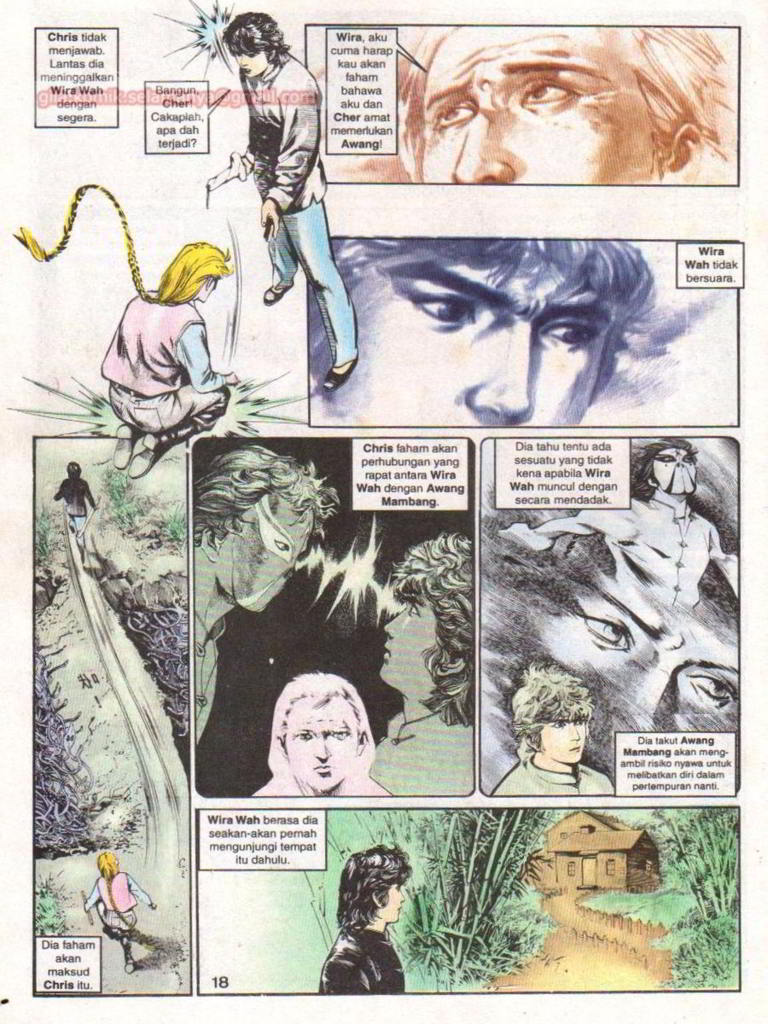 Chris tidak
menjawab.
Lantas dia
meninggalkan
Wira Wah
dengan
segera.
Bangun,
Cher!
Cakaplah,
apa dah
terjadi?
Wira, aku
cuma harap
kau akan
faham
bahawa
aku dan
Cher amat
memerlukan
Awang!
Wira
Wah tidak
bersuara.
Chris faham akan
perhubungan yang
rapat antara Wira
Wah dengan Awang
Mambang.
Dia tahu tentu ada
sesuatu yang tidak
kena apabila Wira
Wah muncul dengan
secara mendadak.
Dia takut Awang
Mambang akan meng-
ambil risiko nyawa untuk
melibatkan diri dalam
pertempuran nanti.
Dia faham
akan
maksud
Chris itu.
Wira Wah berasa dia
seakan-akan pernah
mengunjungi tempat
itu dahulu.
18